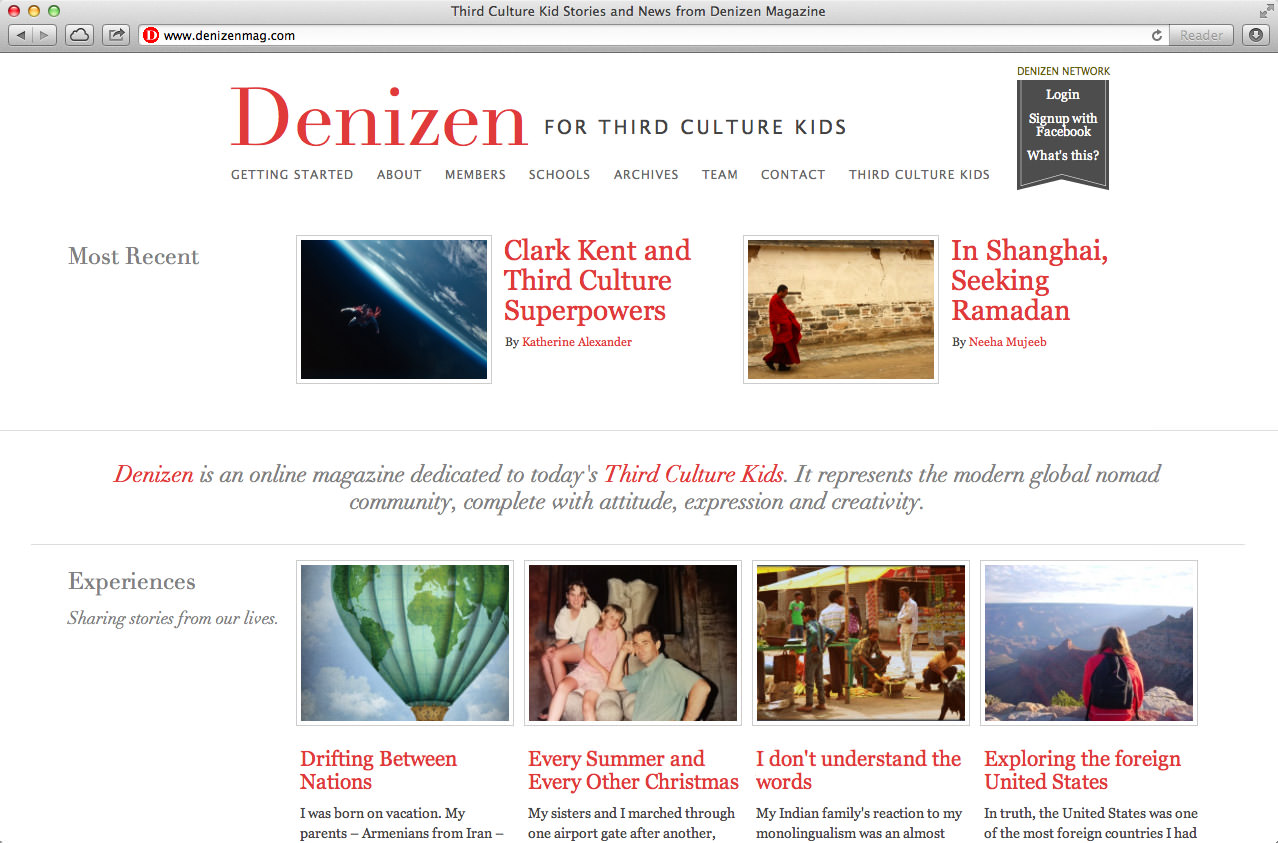 Third Culture Kid Stories and News from Denizen Magazine
D www.denizenmag.com
Reader
DENIZEN NETWORK
Login
Signup with
Facebook
What's this?
Denizen FOR THIRD CULTURE KIDS
GETTING STARTED ABOUT MEMBERS SCHOOLS ARCHIVES TEAM CONTACT THIRD CULTURE KIDS
Most Recent
Clark Kent and
Third Culture
Superpowers
By Katherine Alexander
In Shanghai,
Seeking
Ramadan
By Neeha Mujeeb
Denizen is an online magazine dedicated to today's Third Culture Kids. It represents the modern global nomad
community, complete with attitude, expression and creativity.
Experiences
Sharing stories from our lives.
Drifting Between
Nations
I was born on vacation. My
parents – Armenians from Iran –
Every Summer and
Every Other Christmas
My sisters and I marched through
one airport gate after another,
I don't understand the
words
My Indian family's reaction to my
monolingualism was an almost
Exploring the foreign
United States
In truth, the United States was one
of the most foreign countries I had